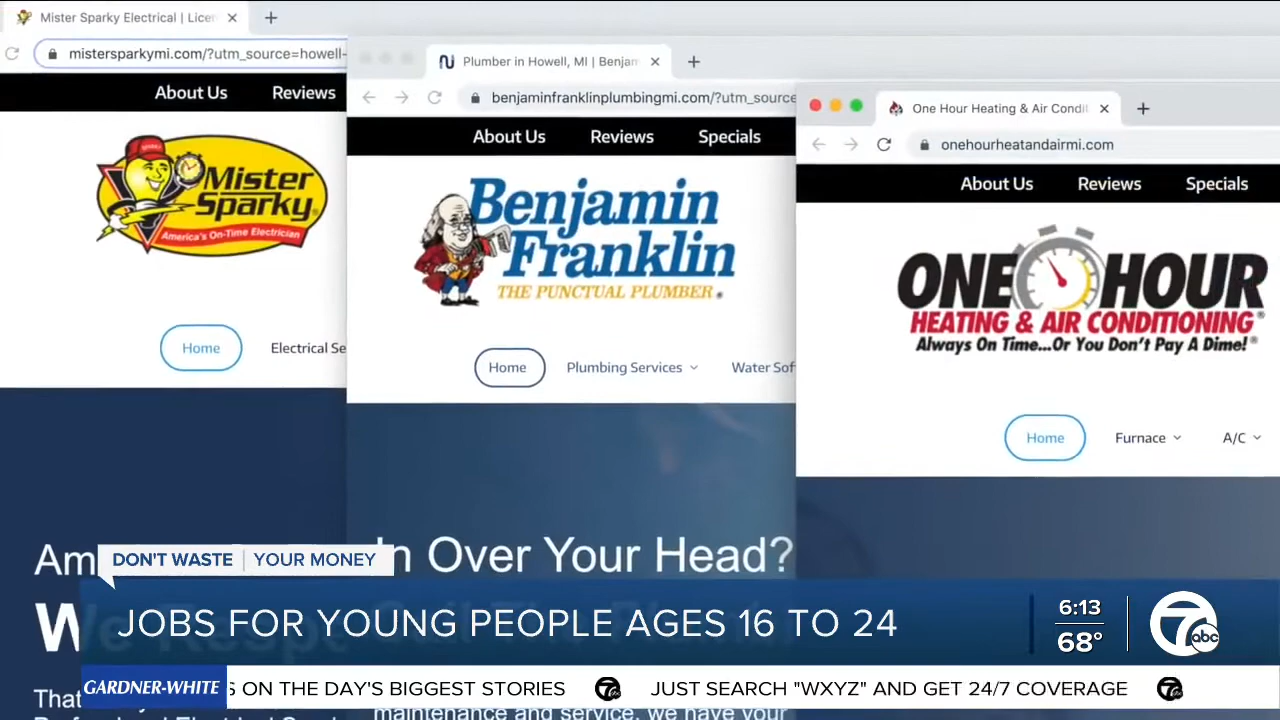 Mister Sparky Electrical | Licen
mistersparkymi.com/?utm_source=howell-
About Us
Reviews
SPARKY
Mister
Sparky®
America's On-Time Electrician
Home
Electrical Se
Plumber in Howell, MI | Benjam
benjaminfranklinplumbingmi.com/?utm_source
About Us
Reviews
Specials
Benjamin
Franklin
THE PUNCTUAL PLUMBER®
Home
Plumbing Services
Water Sof
One Hour Heating & Air Condit
onehourheatandairmi.com
About Us
Reviews
Specials
ONE HOUR
HEATING & AIR CONDITIONING®
Always On Time...Or You Don't Pay A Dime!®
Home
Furnace
A/C
Am
In Over Your Head?
DON'T WASTE | YOUR MONEY
JOBS FOR YOUNG PEOPLE AGES 16 TO 24
6:13
68°
7 abc
That
GARDNER-WHITE
S ON THE DAY'S BIGGEST STORIES
JUST SEARCH "WXYZ" AND GET 24/7 COVERAGE
maintenance and service, we have your